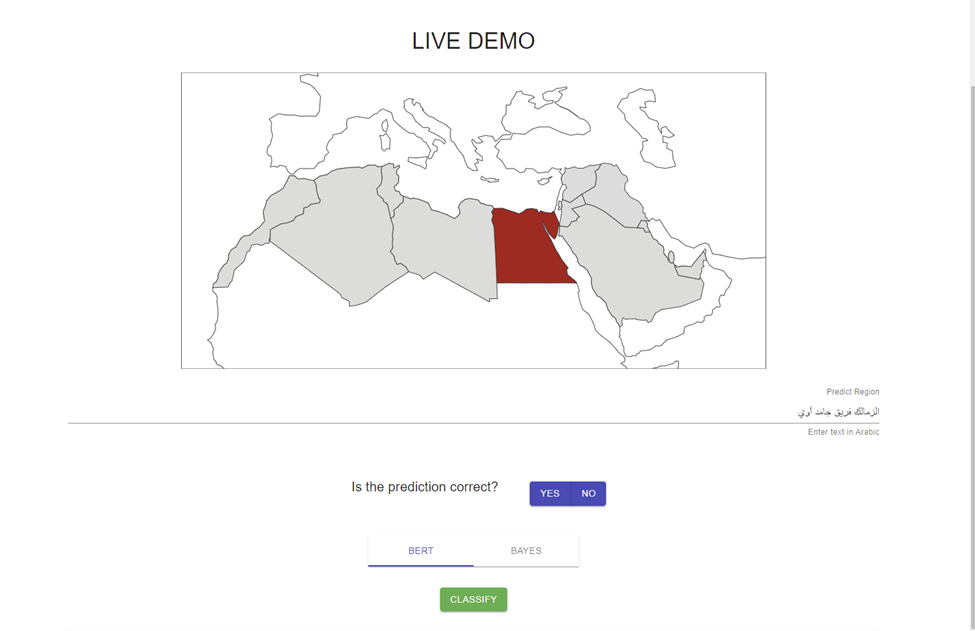 LIVE DEMO
Predict Region
الزمالك فريق جامد أوي
Enter text in Arabic
Is the prediction correct?
YES
NO
BERT
BAYES
CLASSIFY